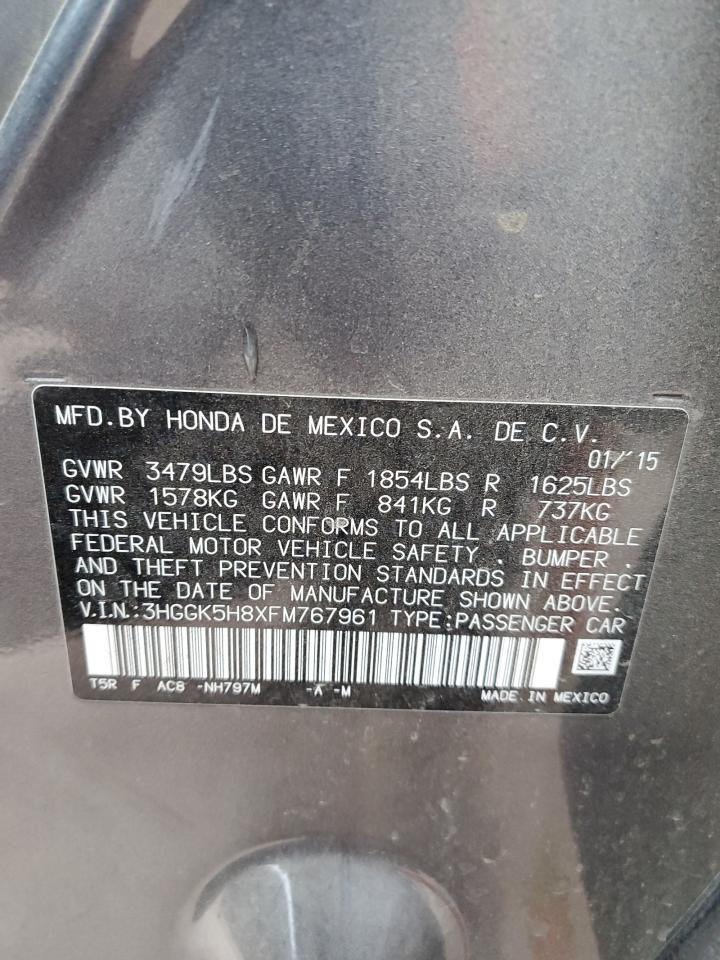 MFD.BY HONDA DE MEXICO S.A. DE C.V.
01/'15
GVWR 3479LBS GAWR F 1854LBS R 1625LBS
GVWR 1578KG GAWR F 841KG R 737KG
THIS VEHICLE CONFORMS TO ALL APPLICABLE
FEDERAL MOTOR VEHICLE SAFETY , BUMPER ,
AND THEFT PREVENTION STANDARDS IN EFFECT
ON THE DATE OF MANUFACTURE SHOWN ABOVE.
V.I.N.:3HGGK5H8XFM767961 TYPE:PASSENGER CAR
T5R F AC8 -NH797M -A -M MADE IN MEXICO